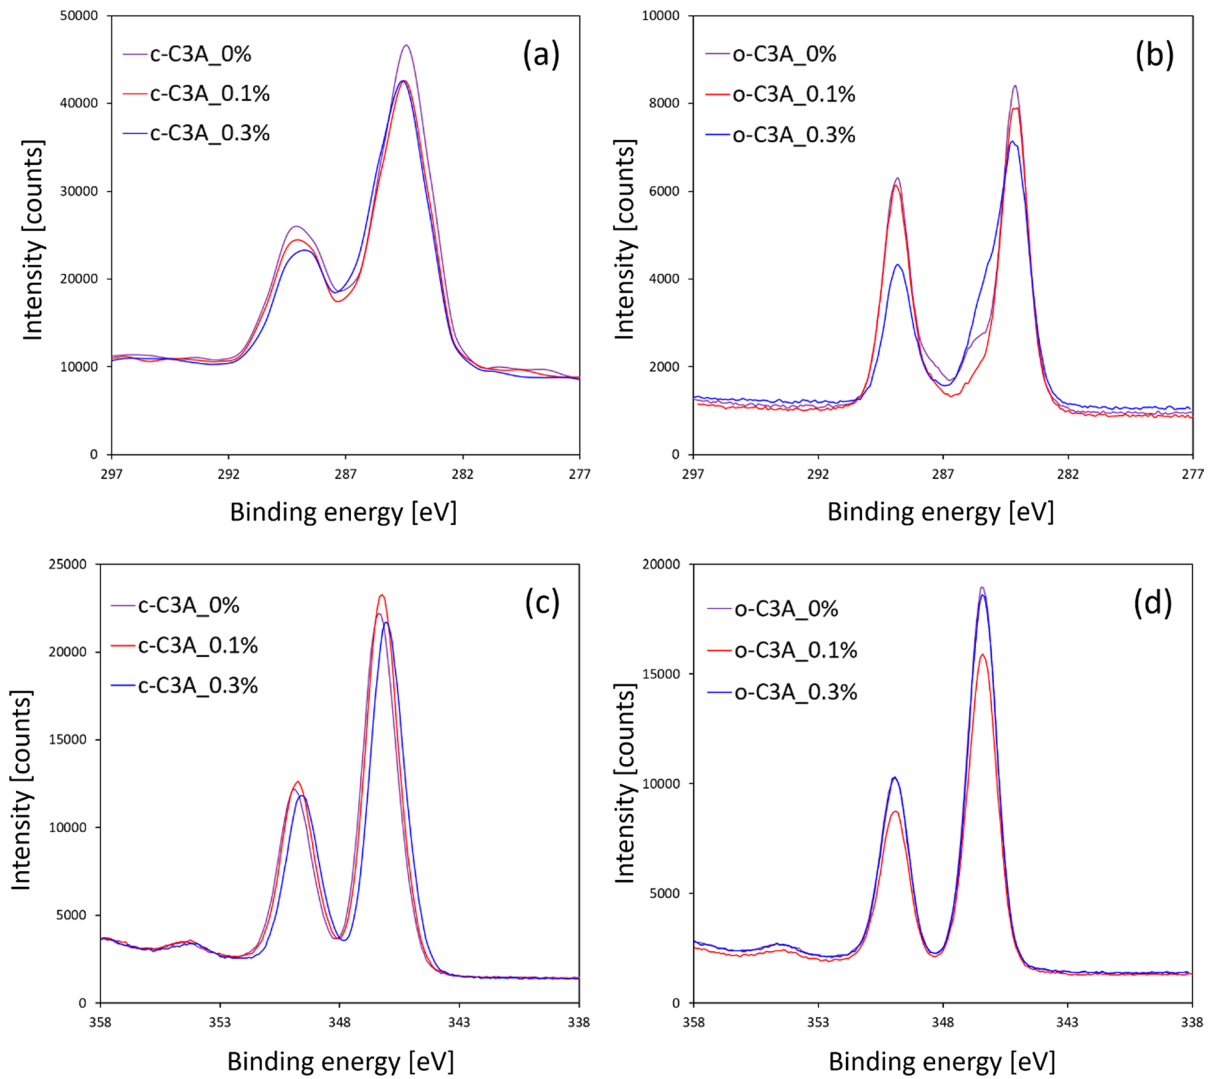 (a)
c-C3A_0%
c-C3A_0.1%
c-C3A_0.3%
50000
40000
30000
20000
10000
0
297
292
287
282
277
Intensity [counts]
Binding energy [eV]
(b)
o-C3A_0%
o-C3A_0.1%
o-C3A_0.3%
10000
8000
6000
4000
2000
0
297
292
287
282
277
Intensity [counts]
Binding energy [eV]
(c)
c-C3A_0%
c-C3A_0.1%
c-C3A_0.3%
25000
20000
15000
10000
5000
0
358
353
348
343
338
Intensity [counts]
Binding energy [eV]
(d)
o-C3A_0%
o-C3A_0.1%
o-C3A_0.3%
20000
15000
10000
5000
0
358
353
348
343
338
Intensity [counts]
Binding energy [eV]